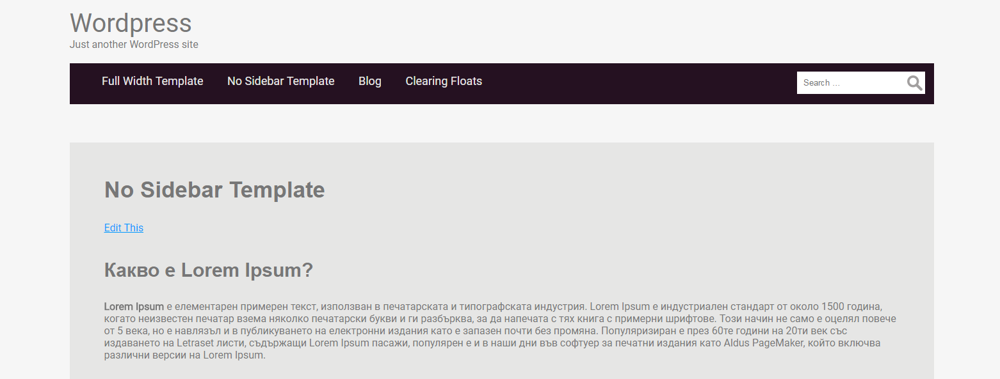 Wordpress
Just another WordPress site
Full Width Template No Sidebar Template Blog Clearing Floats Search ...
No Sidebar Template
Edit This
Какво е Lorem Ipsum?
Lorem Ipsum е елементарен примерен текст, използван в печатарската и типографската индустрия. Lorem Ipsum е индустриален стандарт от около 1500 година,
когато неизвестен печатар взема няколко печатарски букви и ги разбърква, за да напечата с тях книга с примерни шрифтове. Този начин не само е оцелял повече
от 5 века, но е навлязъл и в публикуването на електронни издания като е запазен почти без промяна. Популяризиран е през 60те години на 20ти век със
издаването на Letraset листи, съдържащи Lorem Ipsum пасажи, популярен е и в наши дни във софтуер за печатни издания като Aldus PageMaker, който включва
различни версии на Lorem Ipsum.